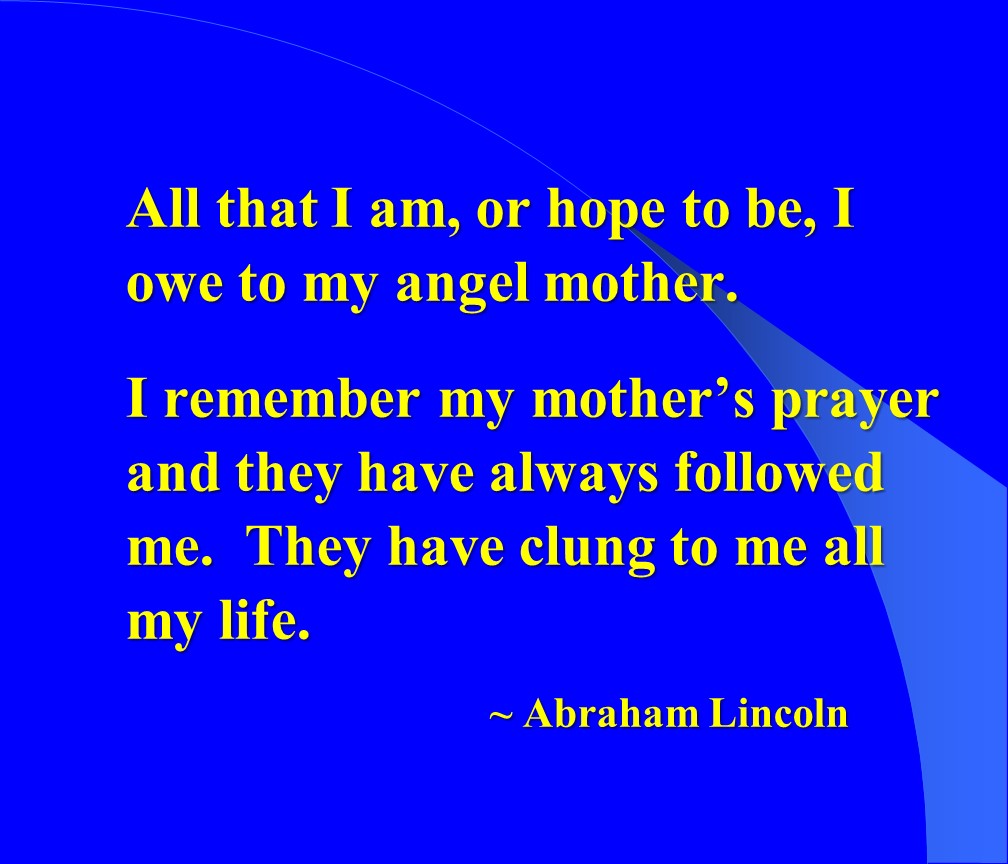 All that I am, or hope to be, I
owe to my angel mother.
I remember my mother’s prayer
and they have always followed
me.  They have clung to me all
my life.
~ Abraham Lincoln